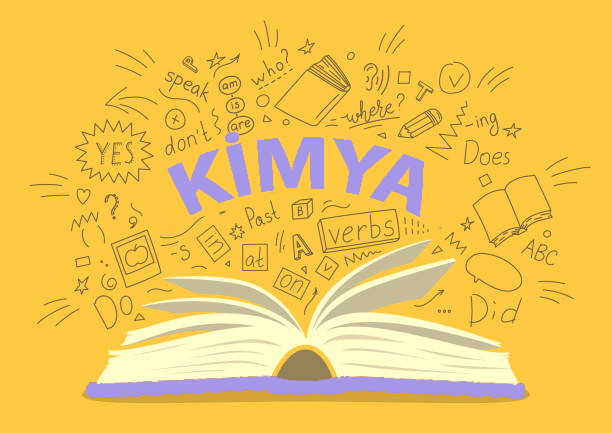 who?
speak
am
is
are
don't
where?
-ing
YES
Does
KİMYA
?
Past
B
verbs
-s
A
at
on
ABC
Do
Did